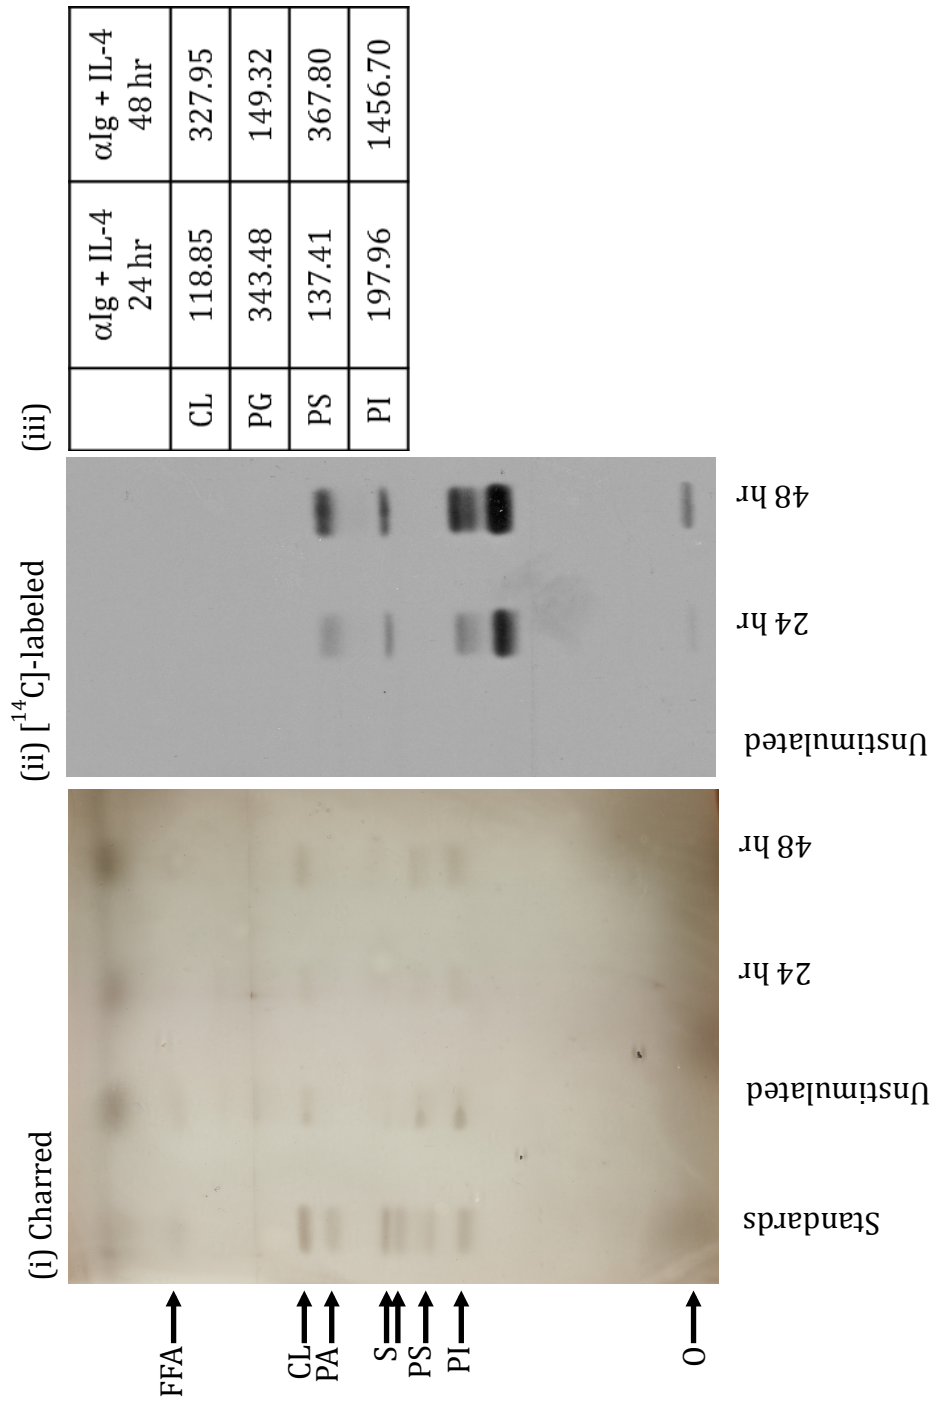 (i) Charred
FFA
CL
PA
S
PS
PI
O
Standards
Unstimulated
24 hr
48 hr
(ii) [¹⁴C]-labeled
Unstimulated
24 hr
48 hr
(iii)
αIg + IL-4 24 hr αIg + IL-4 48 hr
CL 118.85 327.95
PG 343.48 149.32
PS 137.41 367.80
PI 197.96 1456.70